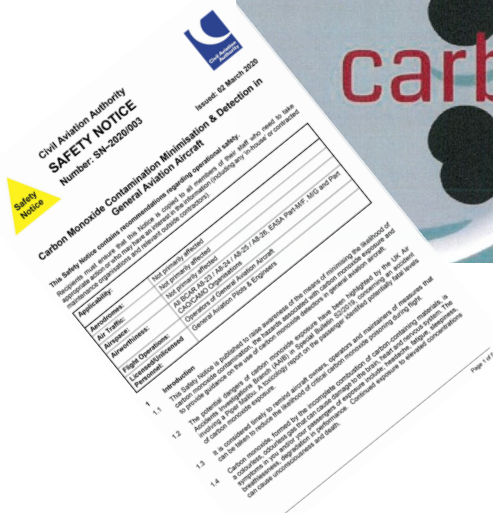 Civil Aviation
Authority
Civil Aviation Authority
SAFETY NOTICE
Number: SN–2020/003
Issued: 02 March 2020
Safety
Notice
Carbon Monoxide Contamination Minimisation & Detection in
General Aviation Aircraft
This Safety Notice contains recommendations regarding operational safety.
Recipients must ensure that this Notice is copied to all members of their staff who need to take
appropriate action or who may have an interest in the information (including any 'in-house' or contracted
maintenance organisations and relevant outside contractors).
Applicability:
Aerodromes: Not primarily affected
Air Traffic: Not primarily affected
Airspace: Not primarily affected
Airworthiness: All BCAR A8-23 / A8-24 / A8-25 / A8-26, EASA Part-M/F, M/G and Part
CAO/CAMO Organisations
Flight Operations: Operators of General Aviation Aircraft
Licensed/Unlicensed
Personnel: General Aviation Pilots & Engineers
1 Introduction
1.1 This Safety Notice is published to raise awareness of the means of minimising the likelihood of
carbon monoxide contamination, the hazards associated with carbon monoxide exposure and
to provide guidance on the use of carbon monoxide detectors in general aviation aircraft.
1.2 The potential dangers of carbon monoxide exposure have been highlighted by the UK Air
Accidents Investigations Branch (AAIB) in Special Bulletin S2/2019, concerning an accident
involving a Piper Malibu. A toxicology report on the passenger identified potentially fatal levels
of carbon monoxide exposure.
1.3 It is considered timely to remind aircraft owners, operators and maintainers of measures that
can be taken to reduce the likelihood of critical carbon monoxide poisoning during flight.
1.4 Carbon monoxide, formed by the incomplete combustion of carbon containing materials, is
a colourless, odourless gas that can cause damage to the brain, heart and nervous system. The
symptoms in you and/or your passengers of exposure include, headache, fatigue, sleepiness,
breathlessness, degradation in performance. Continued exposure to elevated concentrations
can cause unconsciousness and death.
Page 1 of
carb